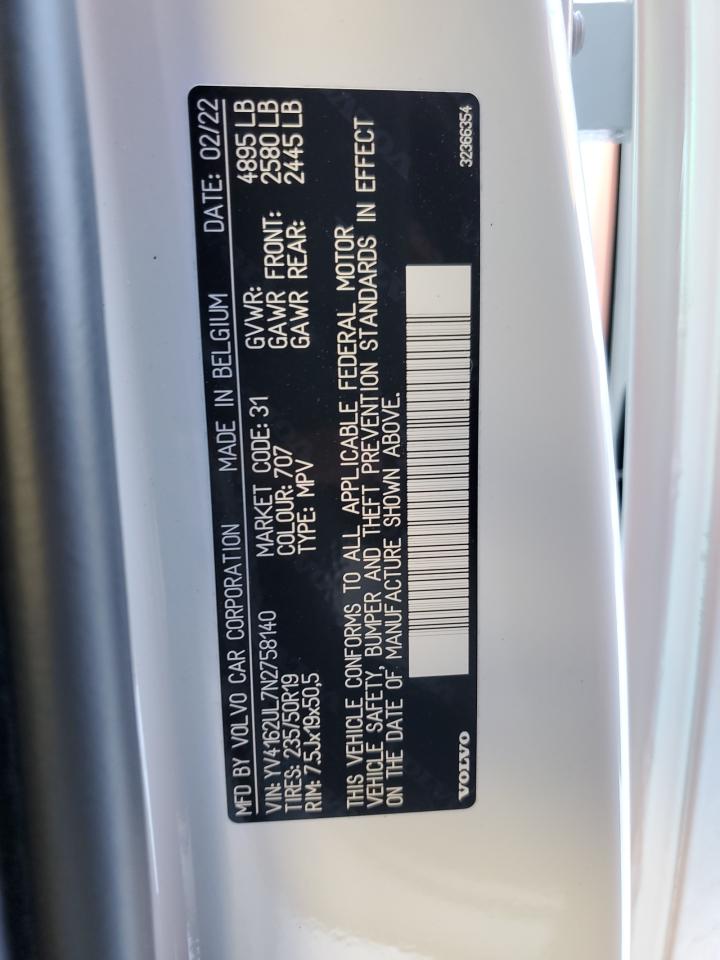 MFD BY VOLVO CAR CORPORATION MADE IN BELGIUM DATE: 02/22
VIN: YV4162UL7N2758140 MARKET CODE: 31 GVWR: 4895 LB
TIRES: 235/50R19 COLOUR: 707 GAWR FRONT: 2580 LB
RIM: 7.5Jx19x50,5 TYPE: MPV GAWR REAR: 2445 LB
THIS VEHICLE CONFORMS TO ALL APPLICABLE FEDERAL MOTOR
VEHICLE SAFETY, BUMPER AND THEFT PREVENTION STANDARDS IN EFFECT
ON THE DATE OF MANUFACTURE SHOWN ABOVE.
VOLVO 32366354